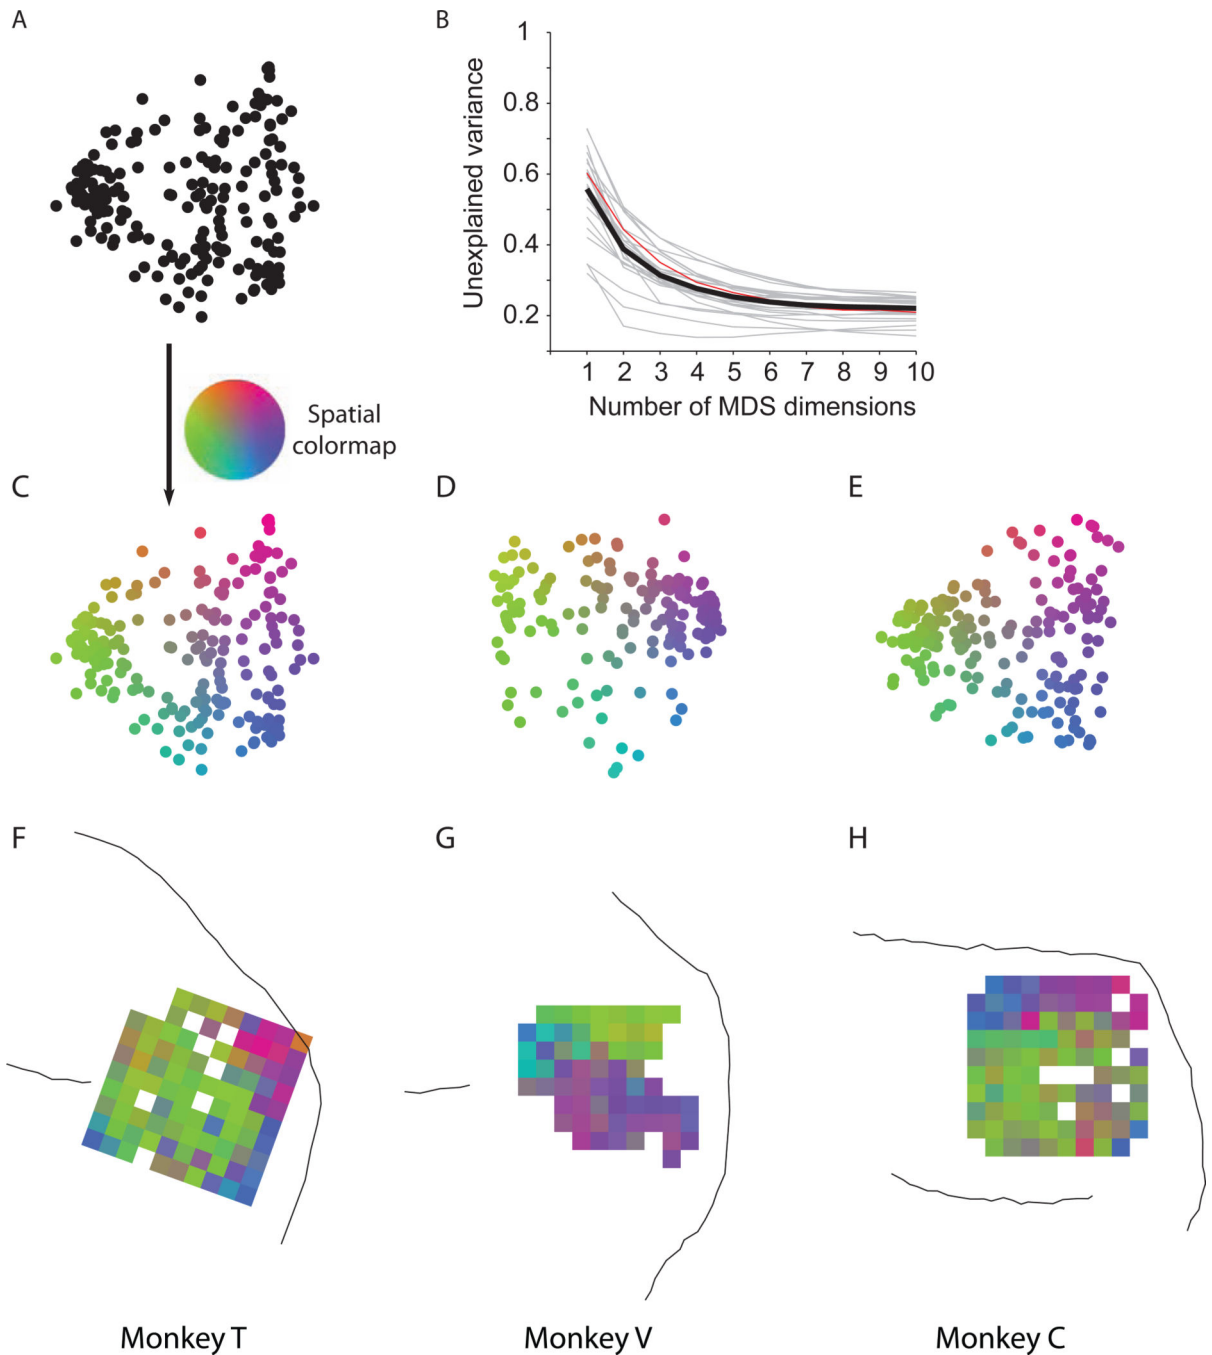 A
B
1
0.8
0.6
0.4
0.2
Unexplained variance
1 2 3 4 5 6 7 8 9 10
Number of MDS dimensions
Spatial
colormap
C
D
E
F
G
H
Monkey T
Monkey V
Monkey C